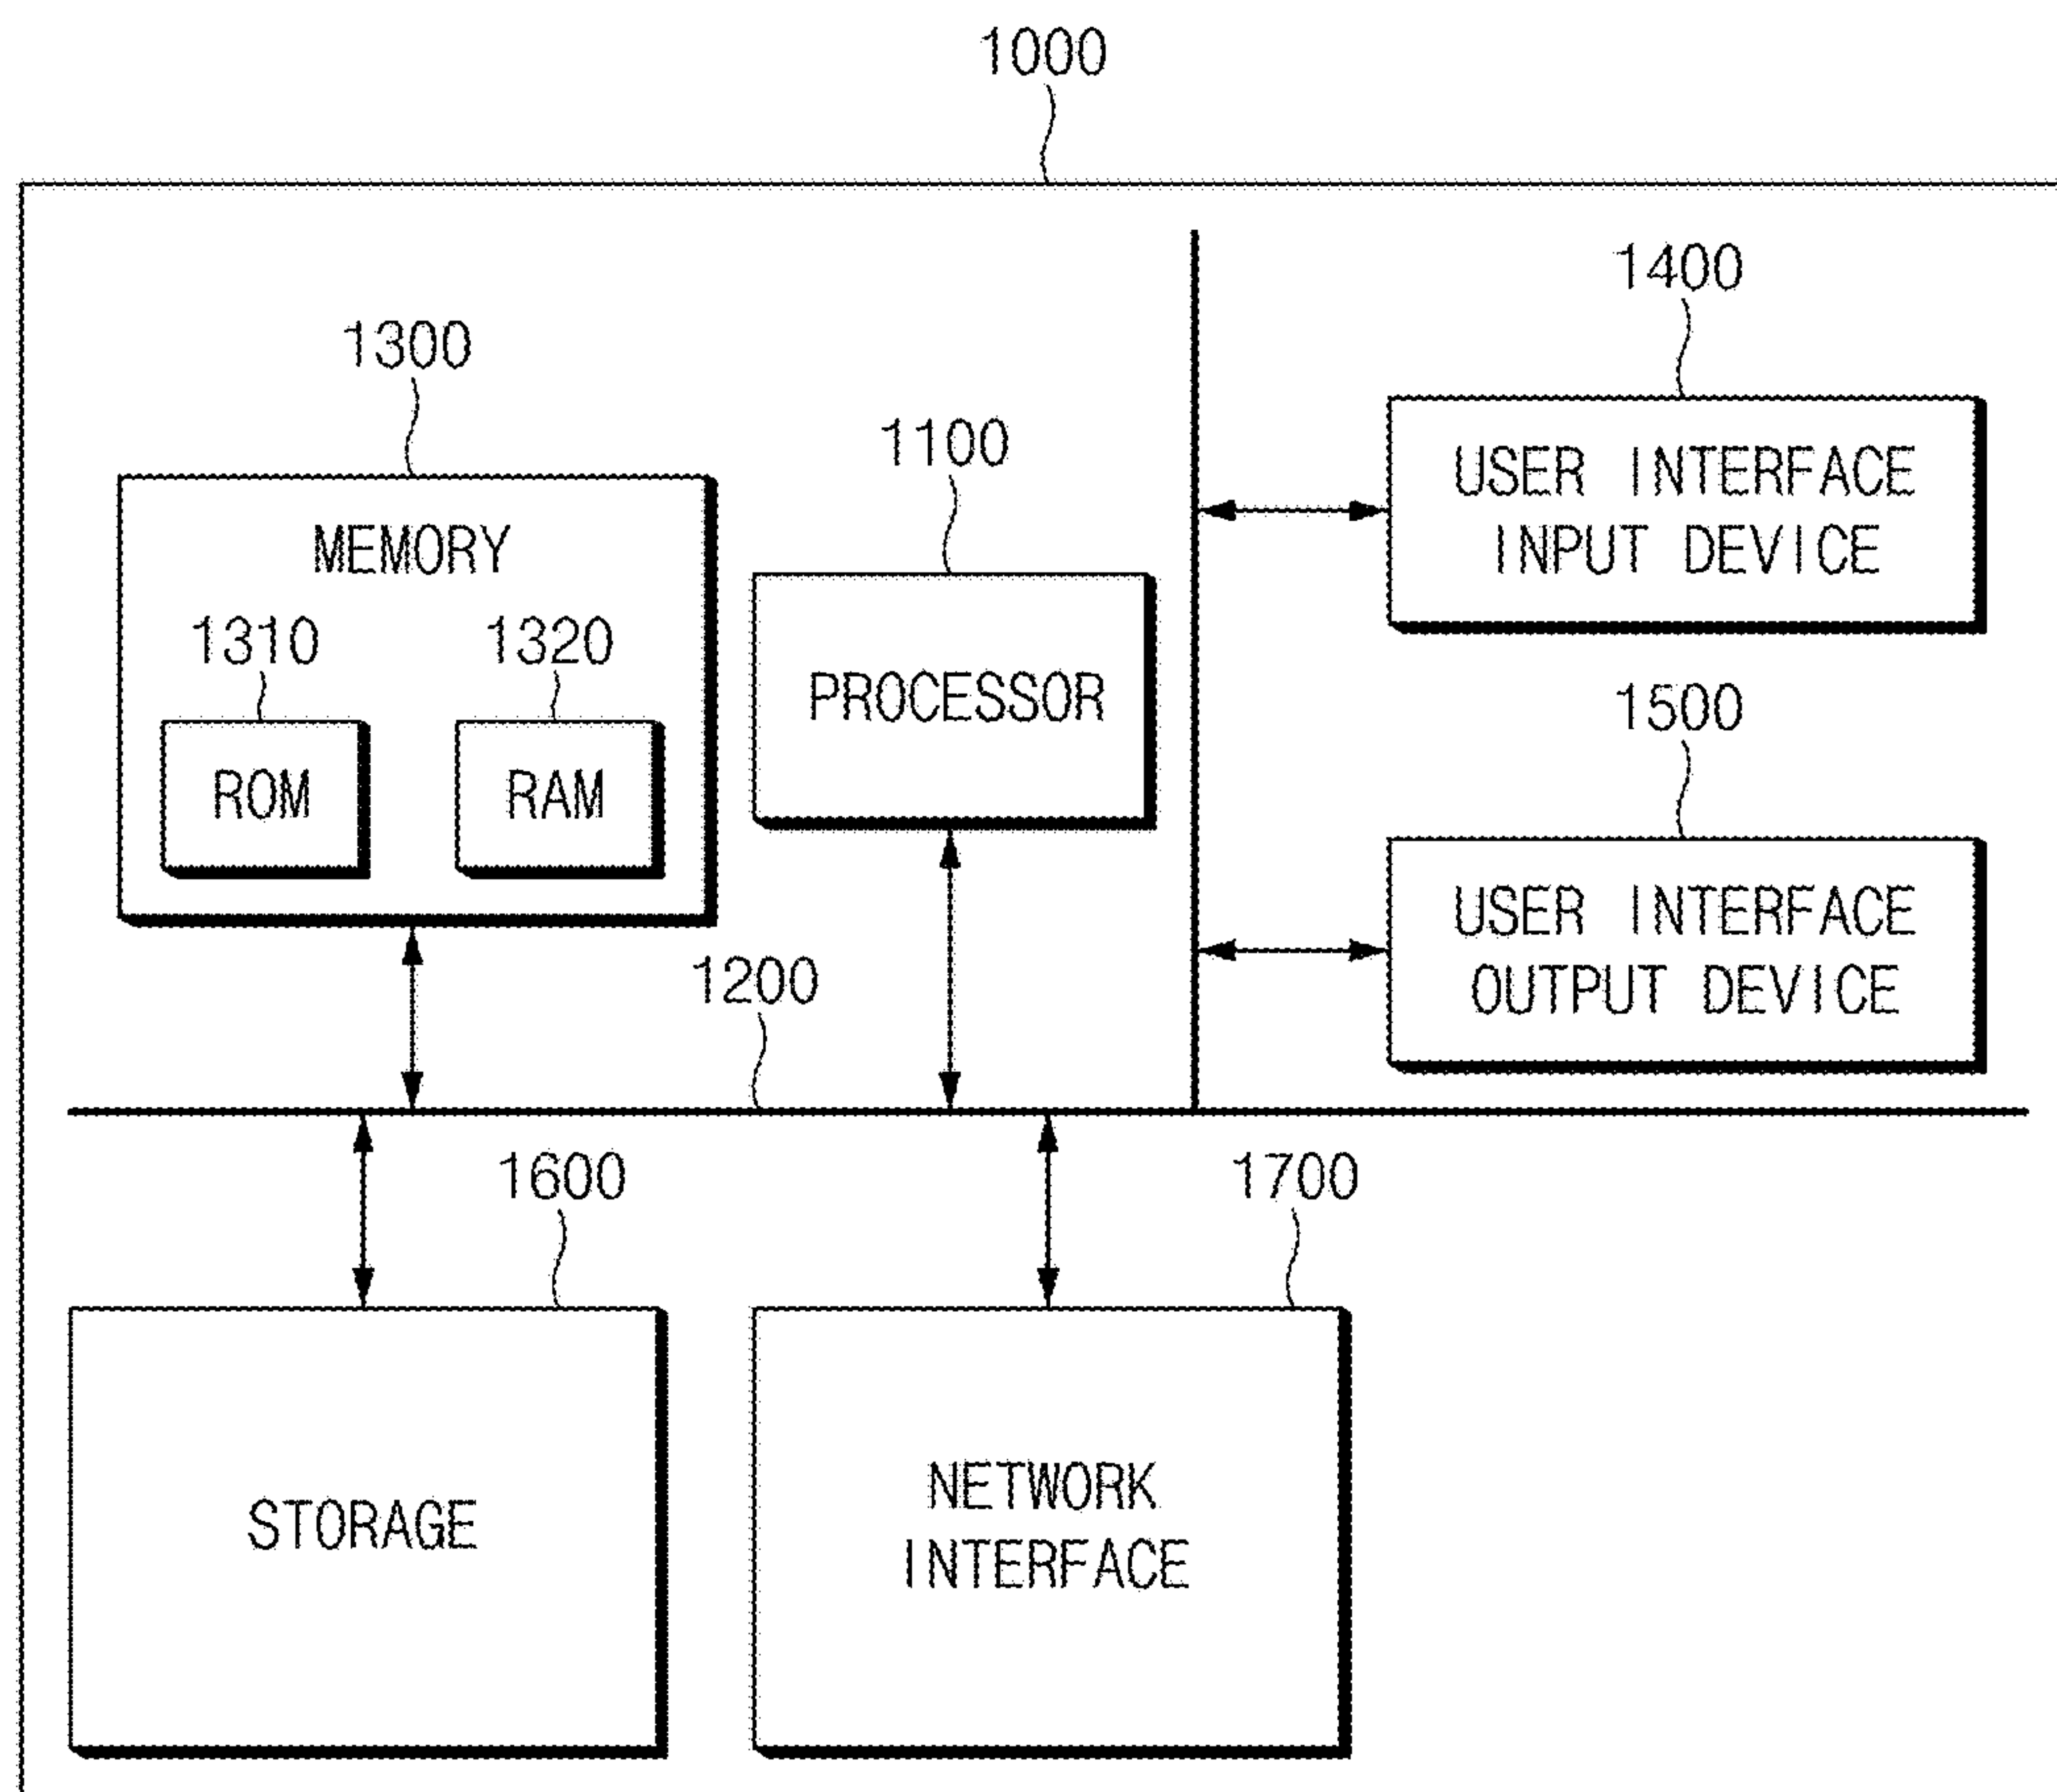 1000
1400
1300
1100
USER INTERFACE
INPUT DEVICE
MEMORY
1310
1320
PROCESSOR
1500
ROM
RAM
USER INTERFACE
OUTPUT DEVICE
1200
1600
1700
STORAGE
NETWORK
INTERFACE